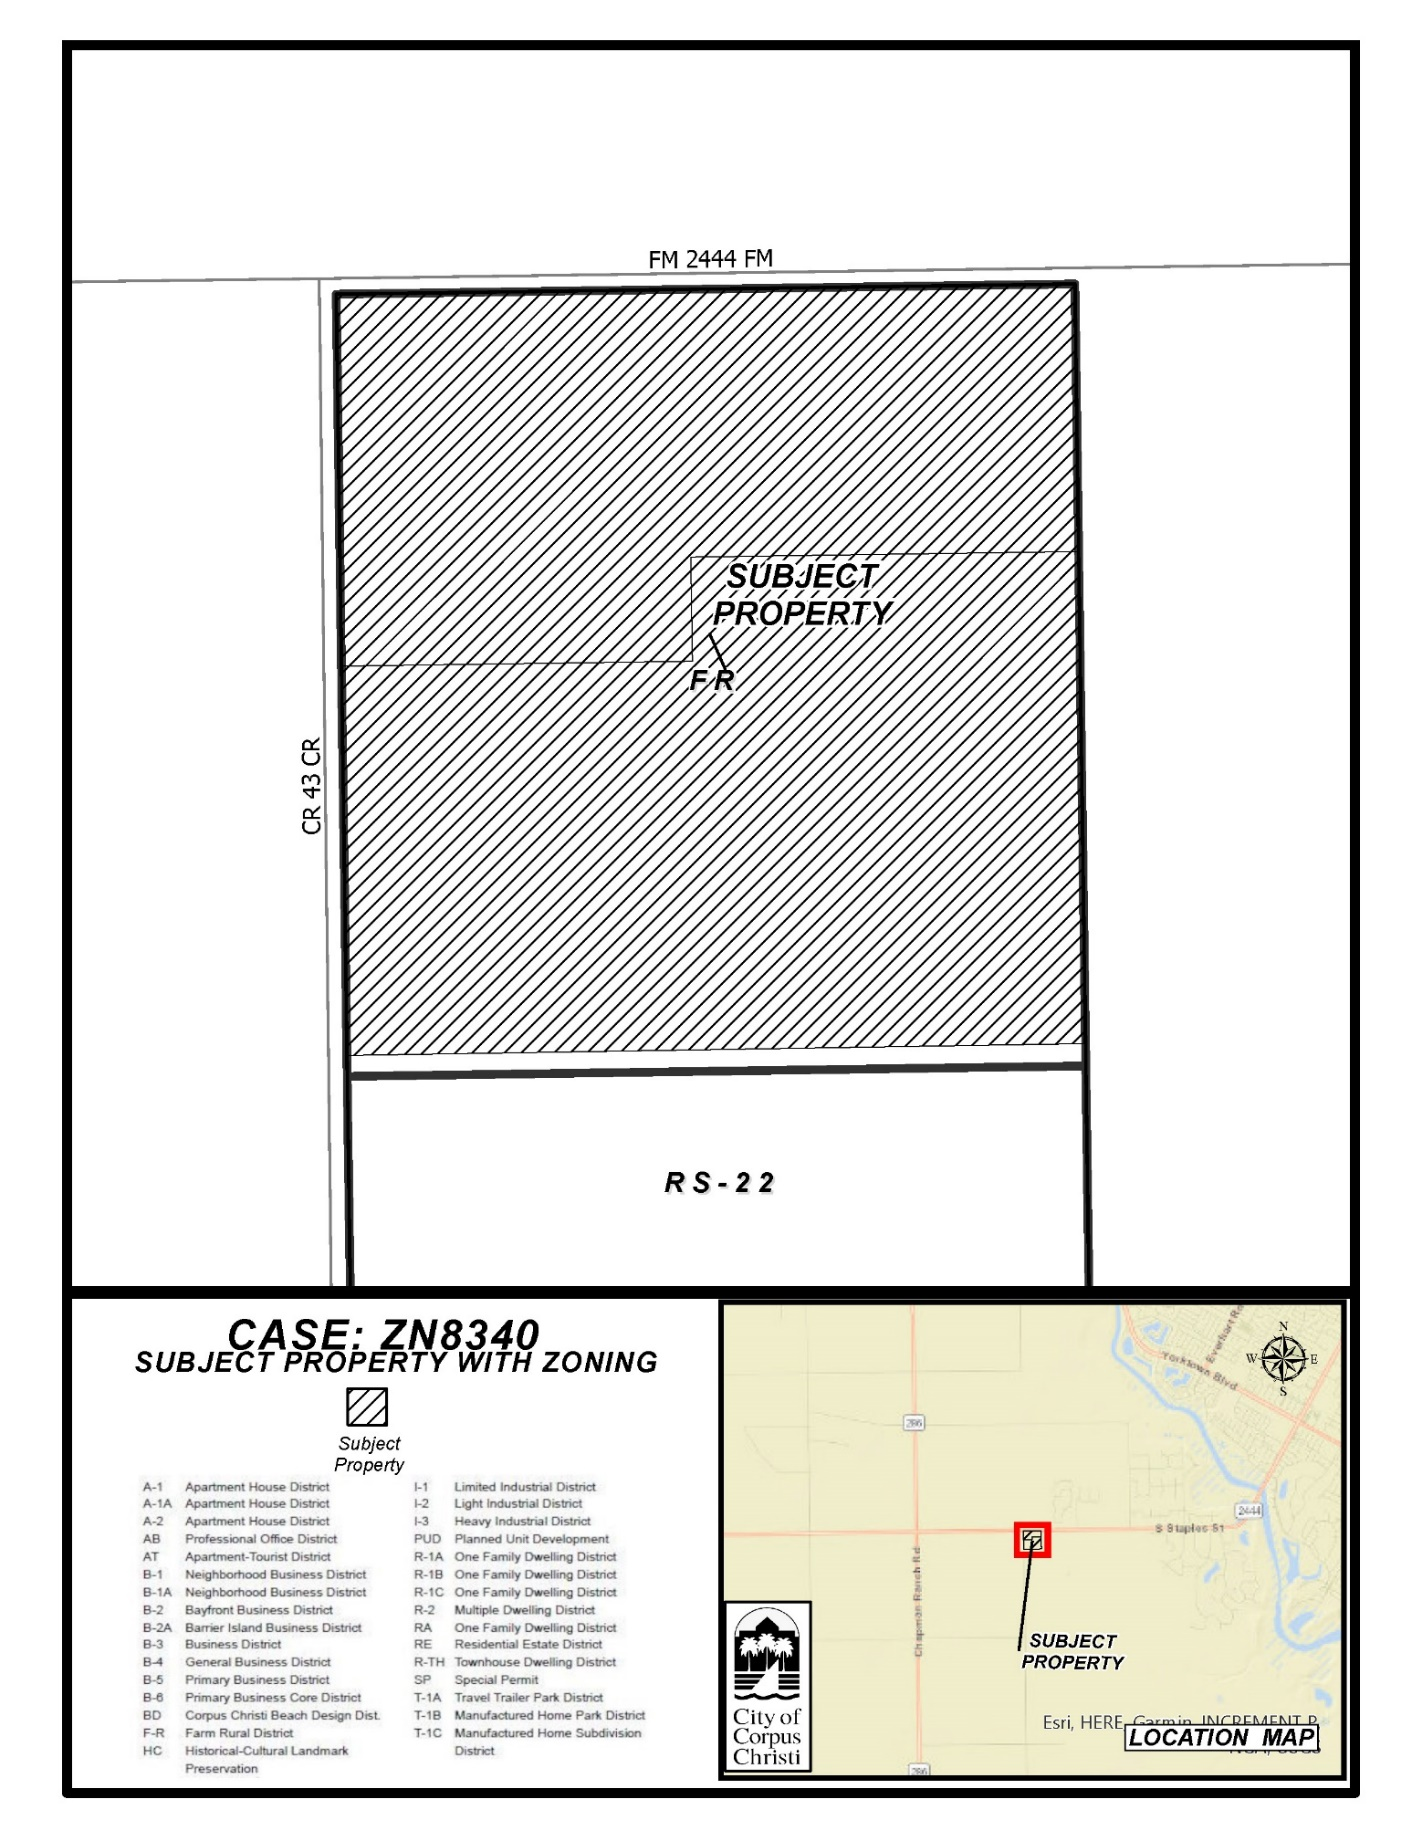 FM 2444 FM
SUBJECT
PROPERTY
F R
CR 43 CR
R S - 2 2
CASE: ZN8340
SUBJECT PROPERTY WITH ZONING
Subject
Property
A-1 Apartment House District
A-1A Apartment House District
A-2 Apartment House District
AB Professional Office District
AT Apartment-Tourist District
B-1 Neighborhood Business District
B-1A Neighborhood Business District
B-2 Bayfront Business District
B-2A Barrier Island Business District
B-3 Business District
B-4 General Business District
B-5 Primary Business District
B-6 Primary Business Core District
BD Corpus Christi Beach Design Dist.
F-R Farm Rural District
HC Historical-Cultural Landmark
Preservation
I-1 Limited Industrial District
I-2 Light Industrial District
I-3 Heavy Industrial District
PUD Planned Unit Development
R-1A One Family Dwelling District
R-1B One Family Dwelling District
R-1C One Family Dwelling District
R-2 Multiple Dwelling District
RA One Family Dwelling District
RE Residential Estate District
R-TH Townhouse Dwelling District
SP Special Permit
T-1A Travel Trailer Park District
T-1B Manufactured Home Park District
T-1C Manufactured Home Subdivision
District
Everhart Rd
Yorktown Blvd
N
W E
S
286
2444
S Staples St
Chapman Ranch Rd
SUBJECT
PROPERTY
286
City of
Corpus
Christi
Esri, HERE, Garmin, INCREMENT P,
LOCATION MAP